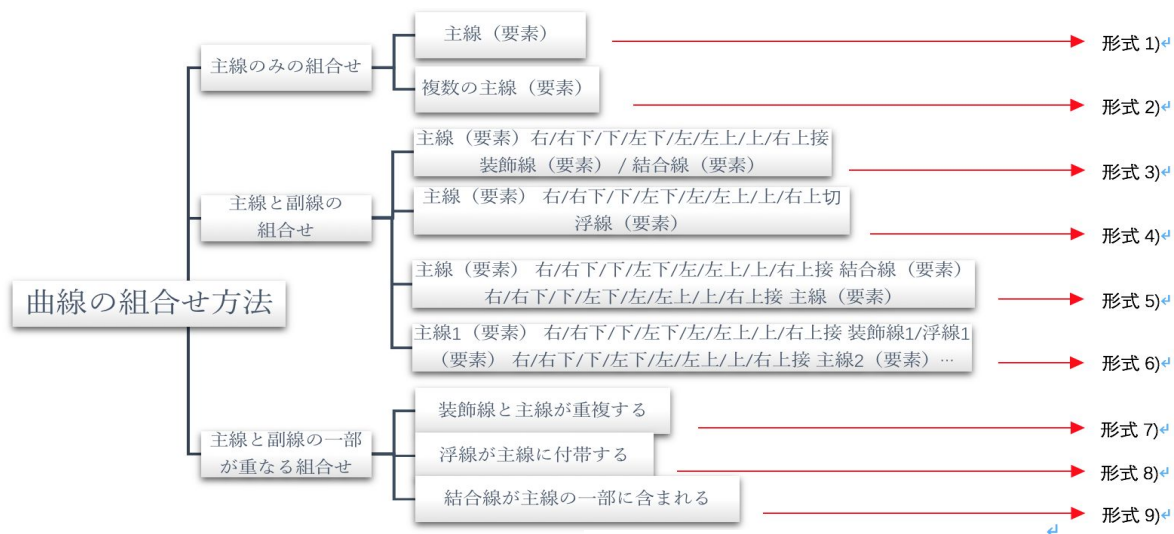 曲線の組合せ方法
主線のみの組合せ
主線（要素）
形式 1)↵
複数の主線（要素）
形式 2)↵
主線と副線の
組合せ
主線（要素）右/右下/下/左下/左/左上/上/右上接
装飾線（要素） / 結合線（要素）
形式 3)↵
主線（要素） 右/右下/下/左下/左/左上/上/右上切
浮線（要素）
形式 4)↵
主線（要素） 右/右下/下/左下/左/左上/上/右上接 結合線（要素）
右/右下/下/左下/左/左上/上/右上接 主線（要素）
形式 5)↵
主線1（要素） 右/右下/下/左下/左/左上/上/右上接 装飾線1/浮線1
（要素） 右/右下/下/左下/左/左上/上/右上接 主線2（要素）…
形式 6)↵
主線と副線の一部
が重なる組合せ
装飾線と主線が重複する
形式 7)↵
浮線が主線に付帯する
形式 8)↵
結合線が主線の一部に含まれる
形式 9)↵
↵